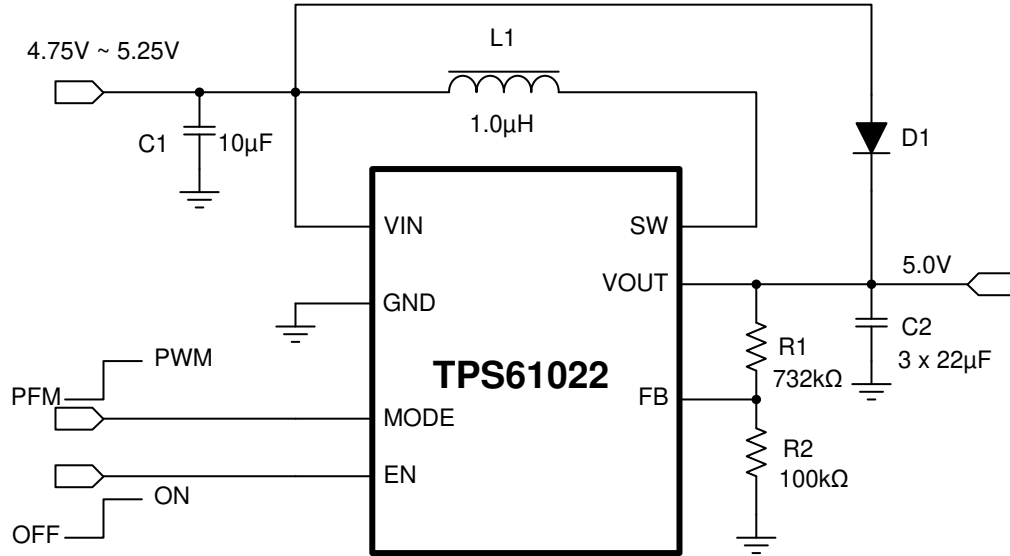 4.75V ~ 5.25V
L1
1.0µH
C1
10µF
D1
VIN
SW
VOUT
5.0V
GND
C2
3 x 22µF
R1
732kΩ
PWM
PFM
TPS61022
FB
MODE
R2
100kΩ
EN
ON
OFF